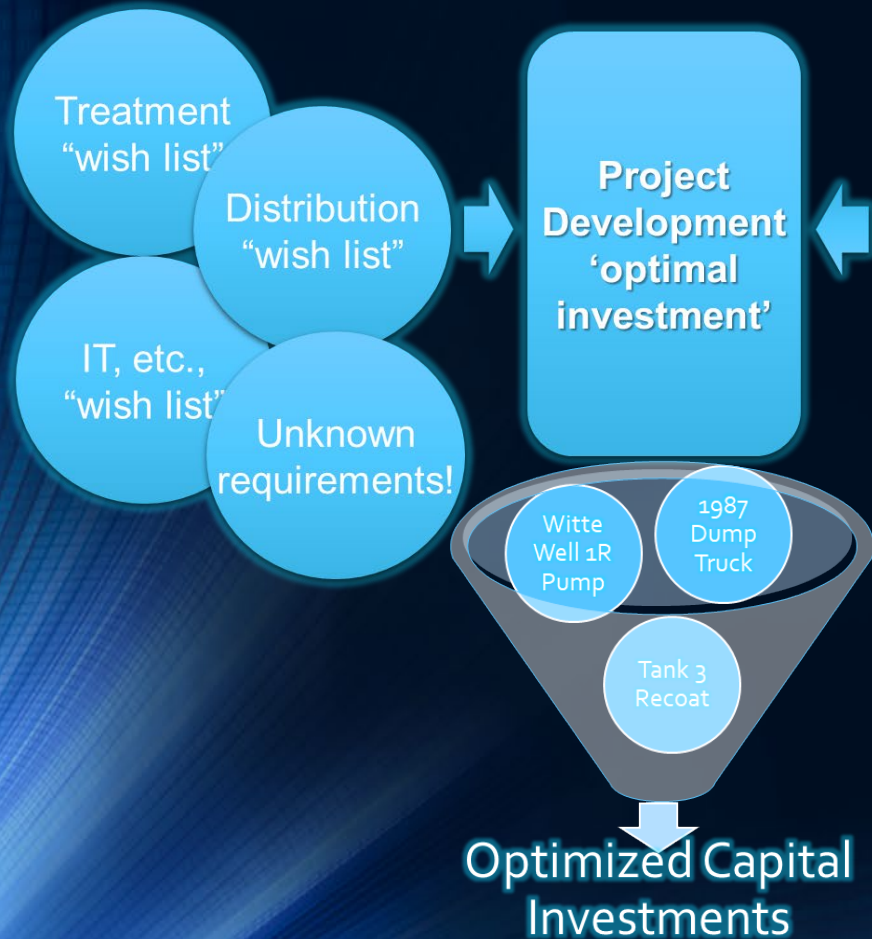 Treatment
“wish list”
Distribution
“wish list”
IT, etc.,
“wish list”
Unknown
requirements!
Project
Development
‘optimal
investment’
Witte
Well 1R
Pump
1987
Dump
Truck
Tank 3
Recoat
Optimized Capital
Investments